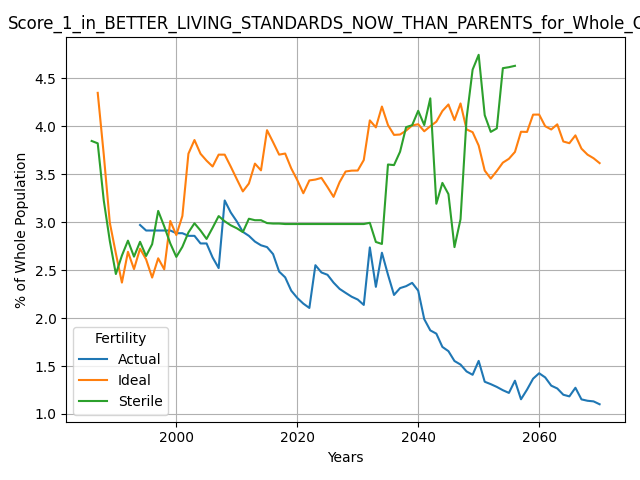 Score_1_in_BETTER_LIVING_STANDARDS_NOW_THAN_PARENTS_for_Whole_
4.5
4.0
3.5
3.0
2.5
2.0
1.5
1.0
% of Whole Population
Fertility
Actual
Ideal
Sterile
2000
2020
2040
2060
Years